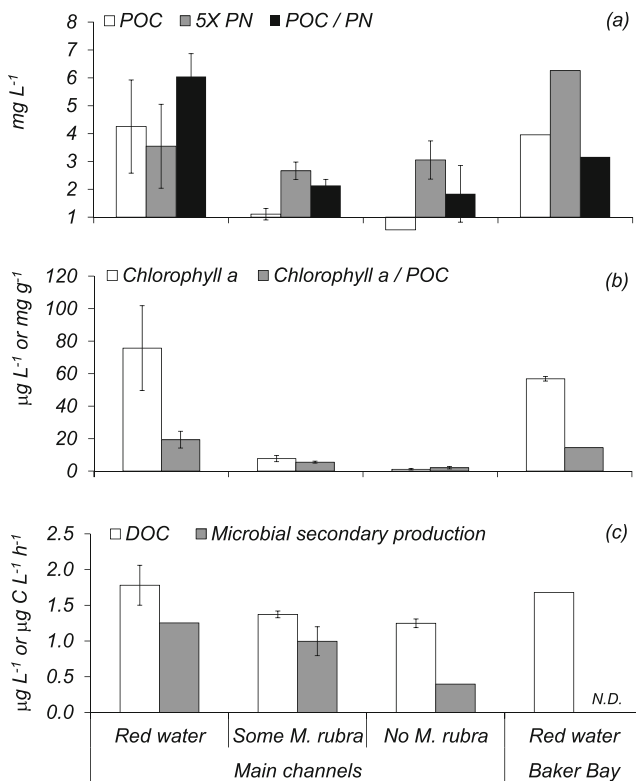 POC 5X PN POC / PN (a)
mg L-1
8
7
6
5
4
3
2
1
Chlorophyll a Chlorophyll a / POC (b)
µg L-1 or mg g-1
120
100
80
60
40
20
0
DOC Microbial secondary production (c)
µg L-1 or µg C L-1 h-1
2.5
2.0
1.5
1.0
0.5
0.0
N.D.
Red water Some M. rubra No M. rubra Red water
Main channels Baker Bay